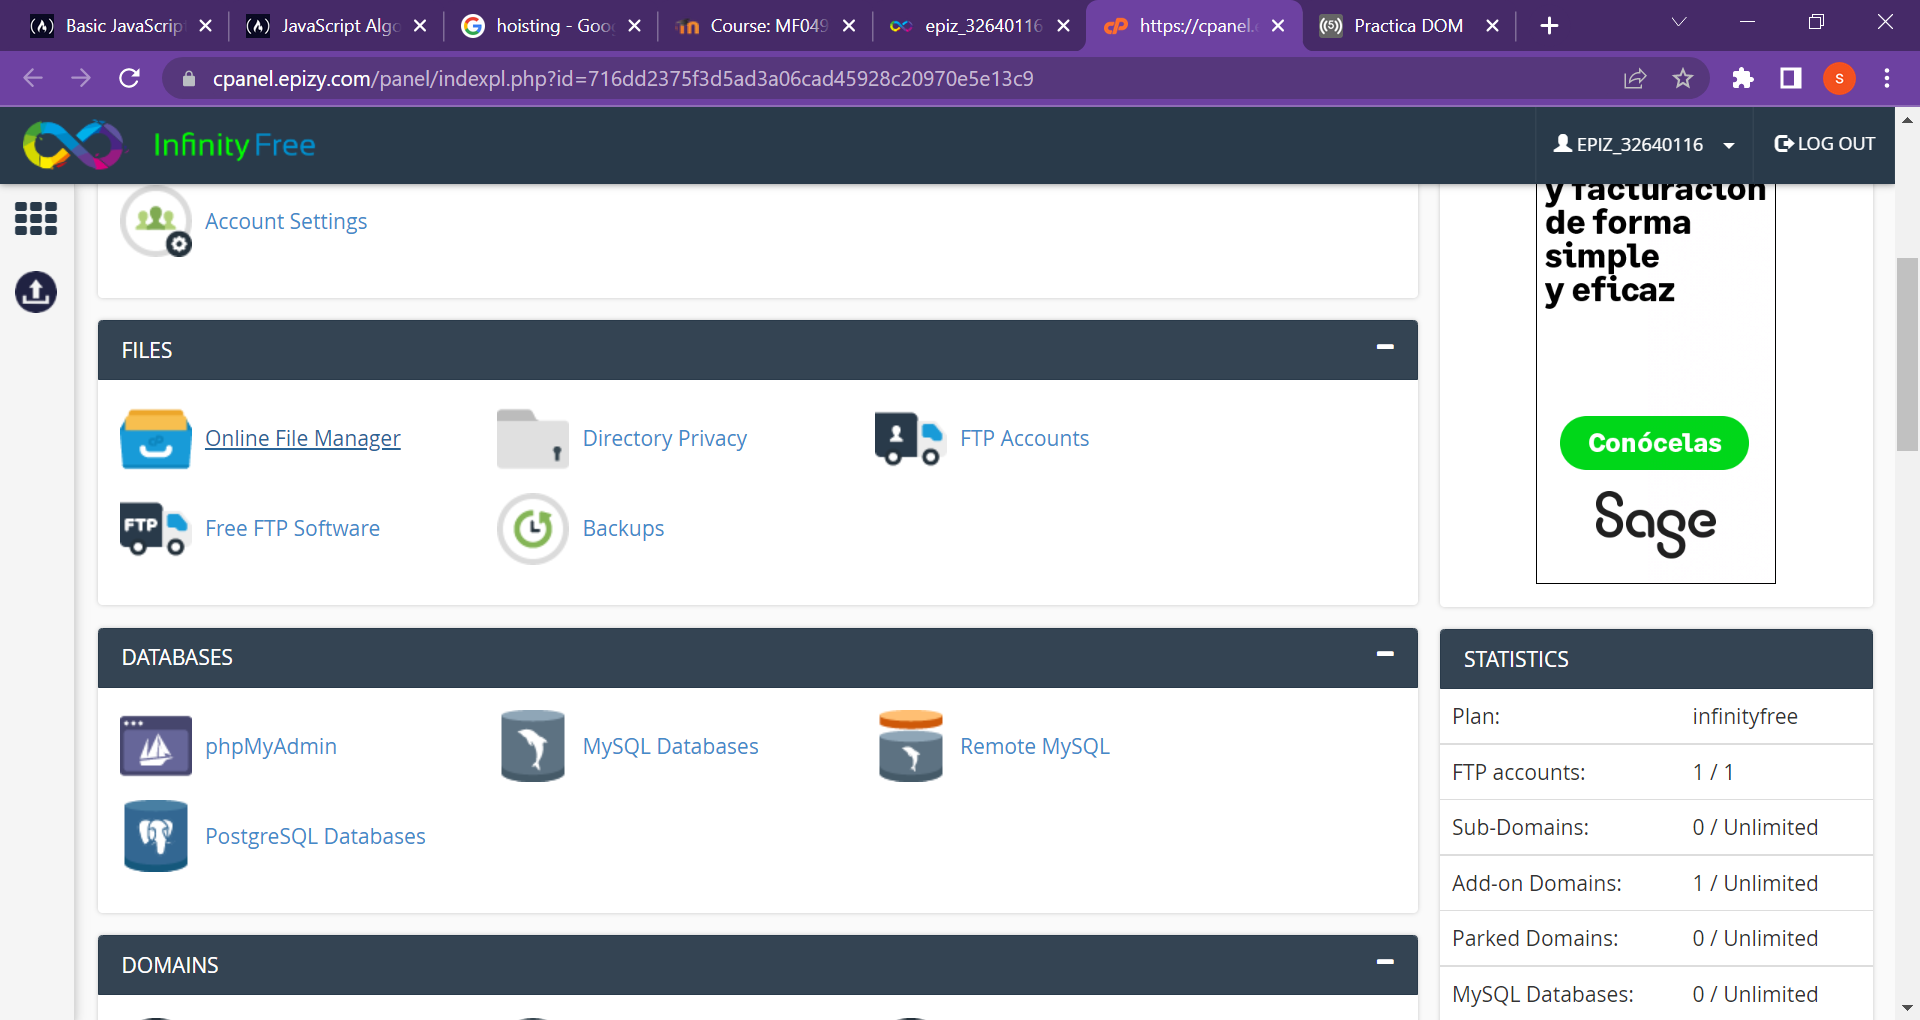 Basic JavaScript
JavaScript Algo
hoisting - Goo
Course: MF049
epiz_32640116
https://cpanel.
Practica DOM
cpanel.epizy.com/panel/indexpl.php?id=716dd2375f3d5ad3a06cad45928c20970e5e13c9
s
InfinityFree
EPIZ_32640116
LOG OUT
Account Settings
y facturación
de forma
simple
y eficaz
Conócelas
Sage
FILES
Online File Manager
Directory Privacy
FTP Accounts
FTP
Free FTP Software
Backups
DATABASES
phpMyAdmin
MySQL Databases
Remote MySQL
PostgreSQL Databases
DOMAINS
STATISTICS
Plan: infinityfree
FTP accounts: 1 / 1
Sub-Domains: 0 / Unlimited
Add-on Domains: 1 / Unlimited
Parked Domains: 0 / Unlimited
MySQL Databases: 0 / Unlimited